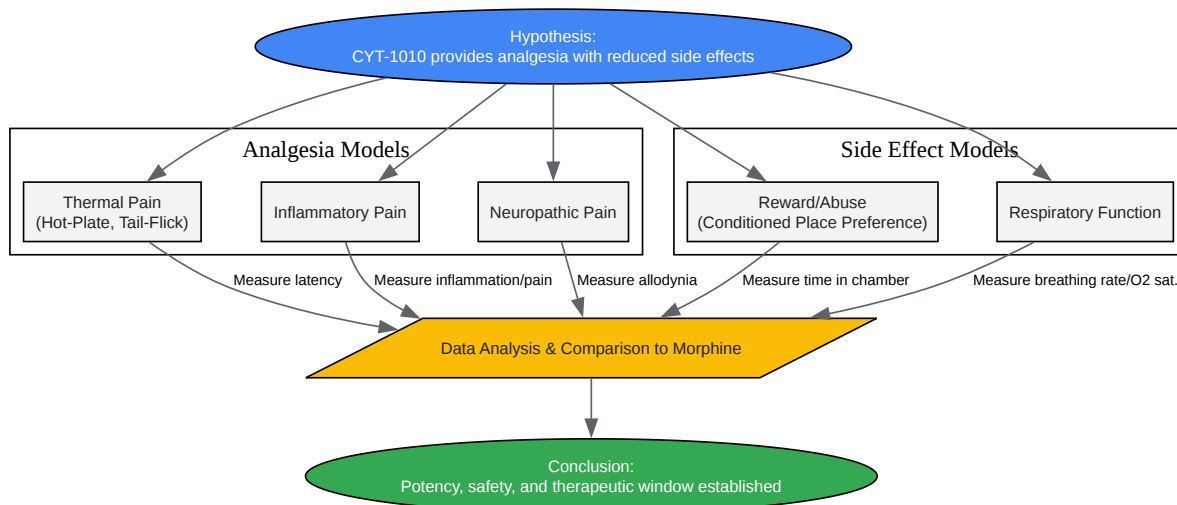 Hypothesis:
CYT-1010 provides analgesia with reduced side effects
Analgesia Models
Side Effect Models
Thermal Pain
(Hot-Plate, Tail-Flick)
Inflammatory Pain
Neuropathic Pain
Reward/Abuse
(Conditioned Place Preference)
Respiratory Function
Measure latency
Measure inflammation/pain
Measure allodynia
Measure time in chamber
Measure breathing rate/O2 sat.
Data Analysis & Comparison to Morphine
Conclusion:
Potency, safety, and therapeutic window established